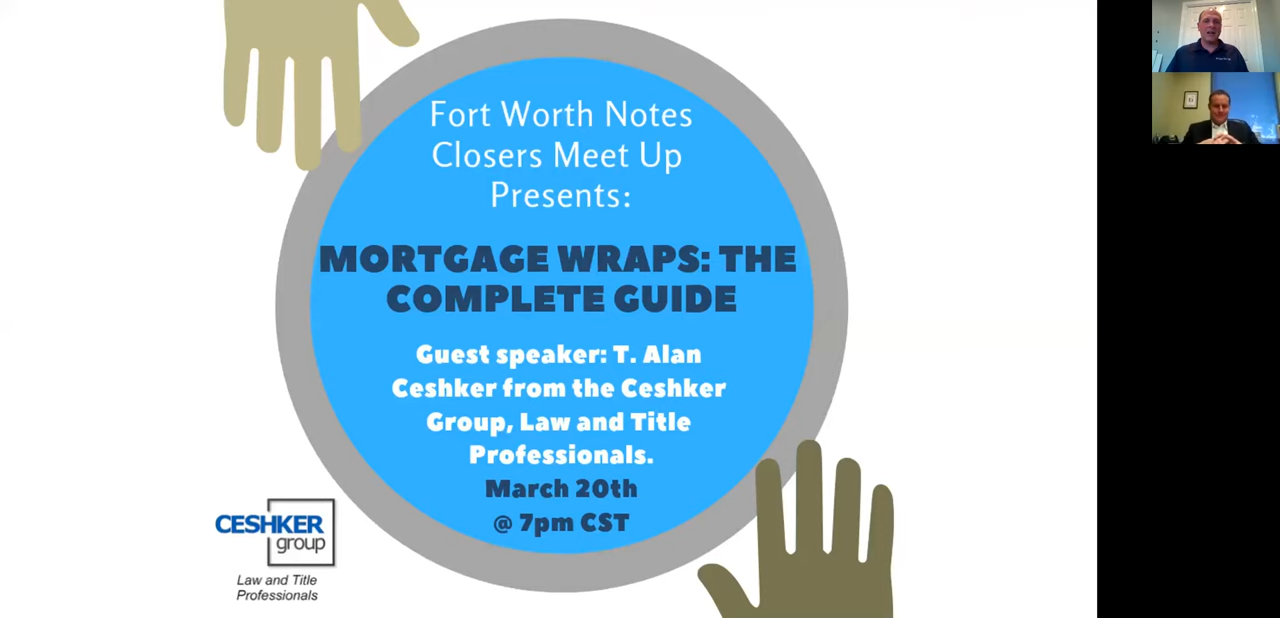 Fort Worth Notes
Closers Meet Up
Presents:
MORTGAGE WRAPS: THE
COMPLETE GUIDE
Guest speaker: T. Alan
Ceshker from the Ceshker
Group, Law and Title
Professionals.
March 20th
@ 7pm CST
CESHKER
group
Law and Title
Professionals